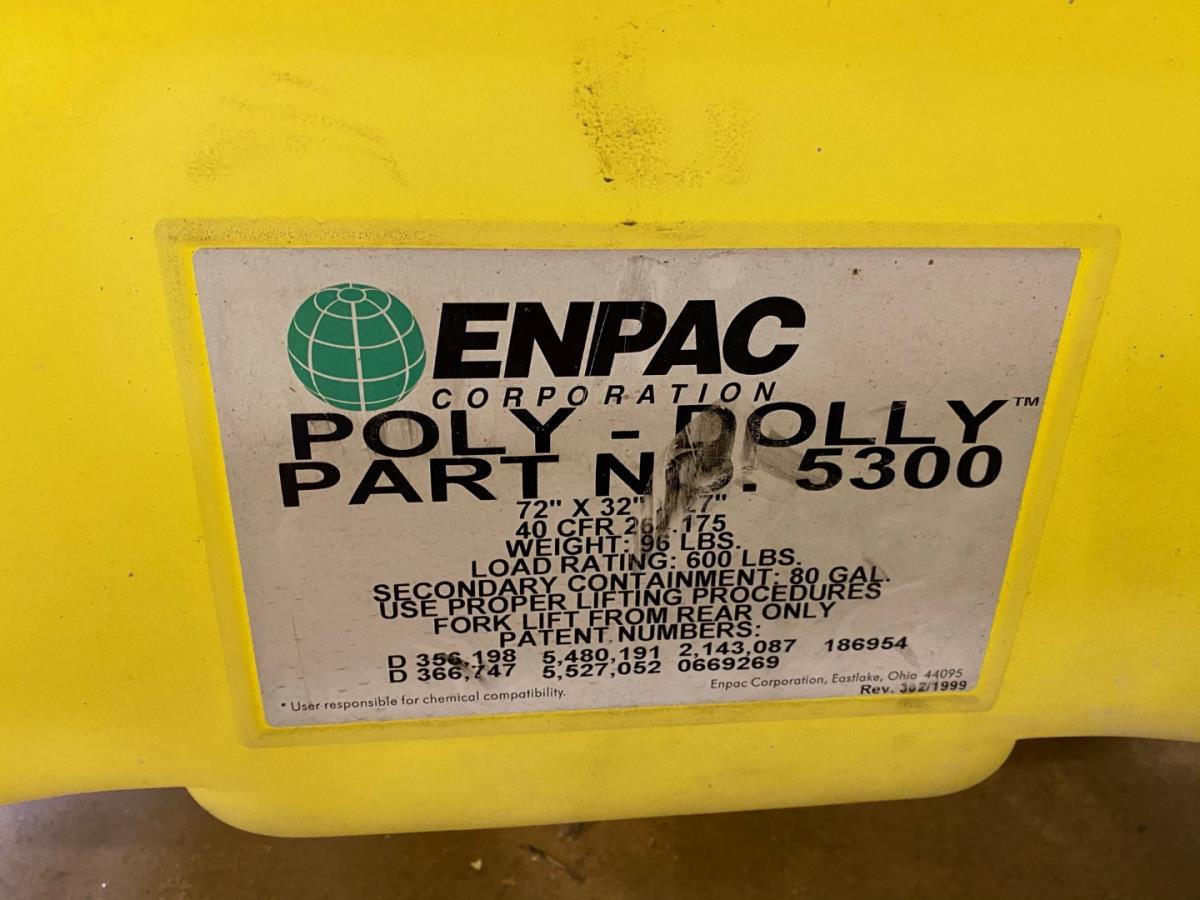 ENPAC
CORPORATION
POLY - DOLLY™
PART NO. 5300
72" X 32" 27"
40 CFR 264.175
WEIGHT: 96 LBS.
LOAD RATING: 600 LBS.
SECONDARY CONTAINMENT: 80 GAL.
USE PROPER LIFTING PROCEDURES
FORK LIFT FROM REAR ONLY
PATENT NUMBERS:
D 356,198 5,480,191 2,143,087 186954
D 366,747 5,527,052 0669269
Enpac Corporation, Eastlake, Ohio 44095
* User responsible for chemical compatibility.
Rev.